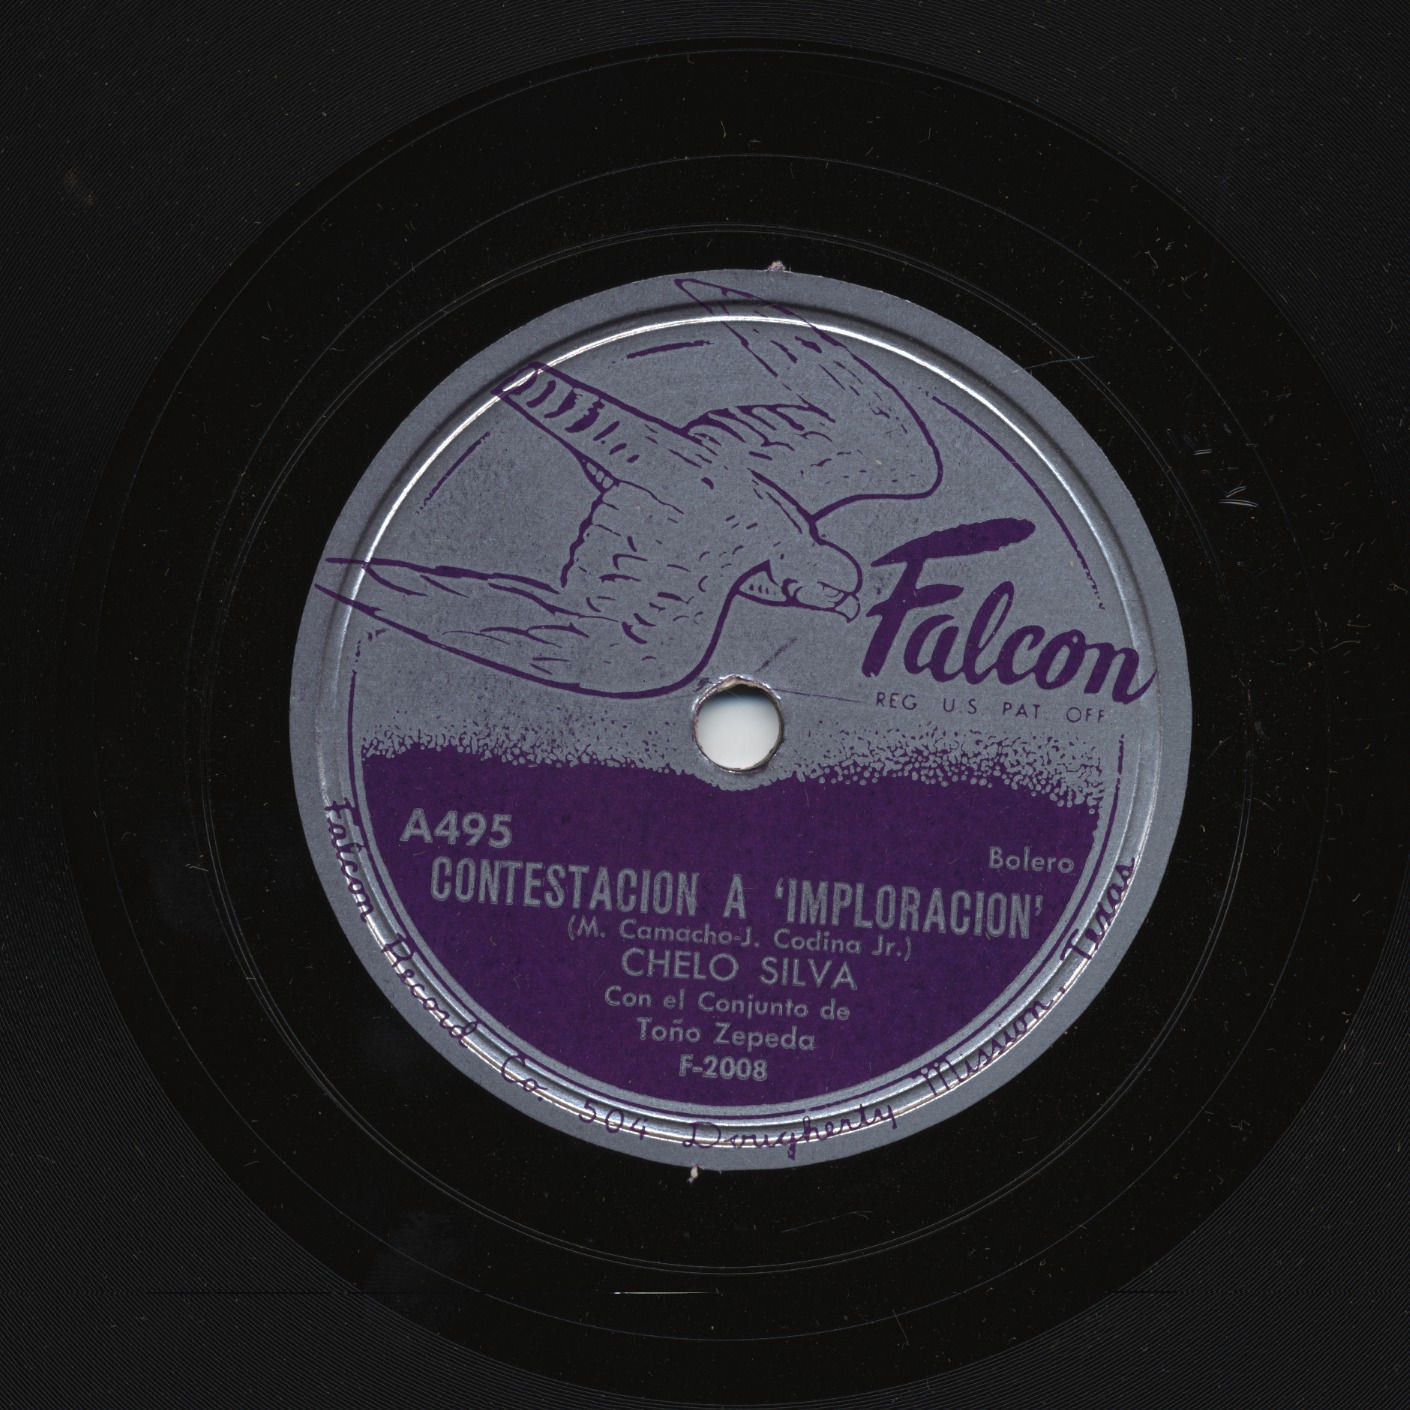 Falcon
REG. U.S. PAT. OFF.
A495
Bolero
CONTESTACION A 'IMPLORACION'
(M. Camacho-J. Codina Jr.)
CHELO SILVA
Con el Conjunto de
Toño Zepeda
F-2008
Falcon Record Co. 504 Dougherty Mission, Texas